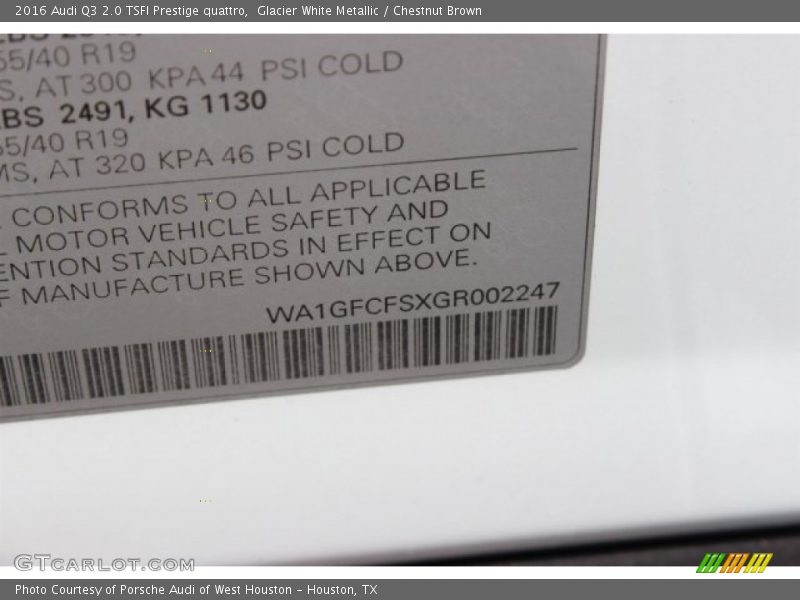 2016 Audi Q3 2.0 TSFI Prestige quattro,  Glacier White Metallic / Chestnut Brown
55/40 R19
S, AT 300 KPA 44 PSI COLD
LBS 2491, KG 1130
55/40 R19
MS, AT 320 KPA 46 PSI COLD
CONFORMS TO ALL APPLICABLE
L MOTOR VEHICLE SAFETY AND
ENTION STANDARDS IN EFFECT ON
F MANUFACTURE SHOWN ABOVE.
WA1GFCFSXGR002247
GTCARLOT.COM
Photo Courtesy of Porsche Audi of West Houston - Houston, TX